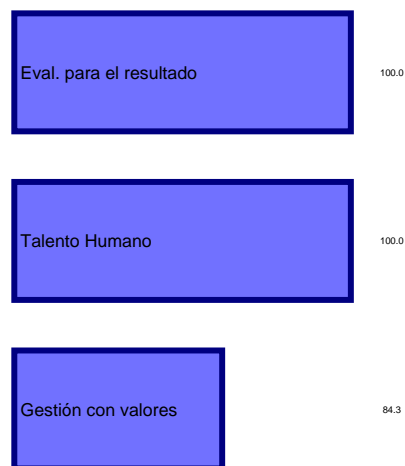 Eval. para el resultado 100.0
Talento Humano 100.0
Gestión con valores 84.3